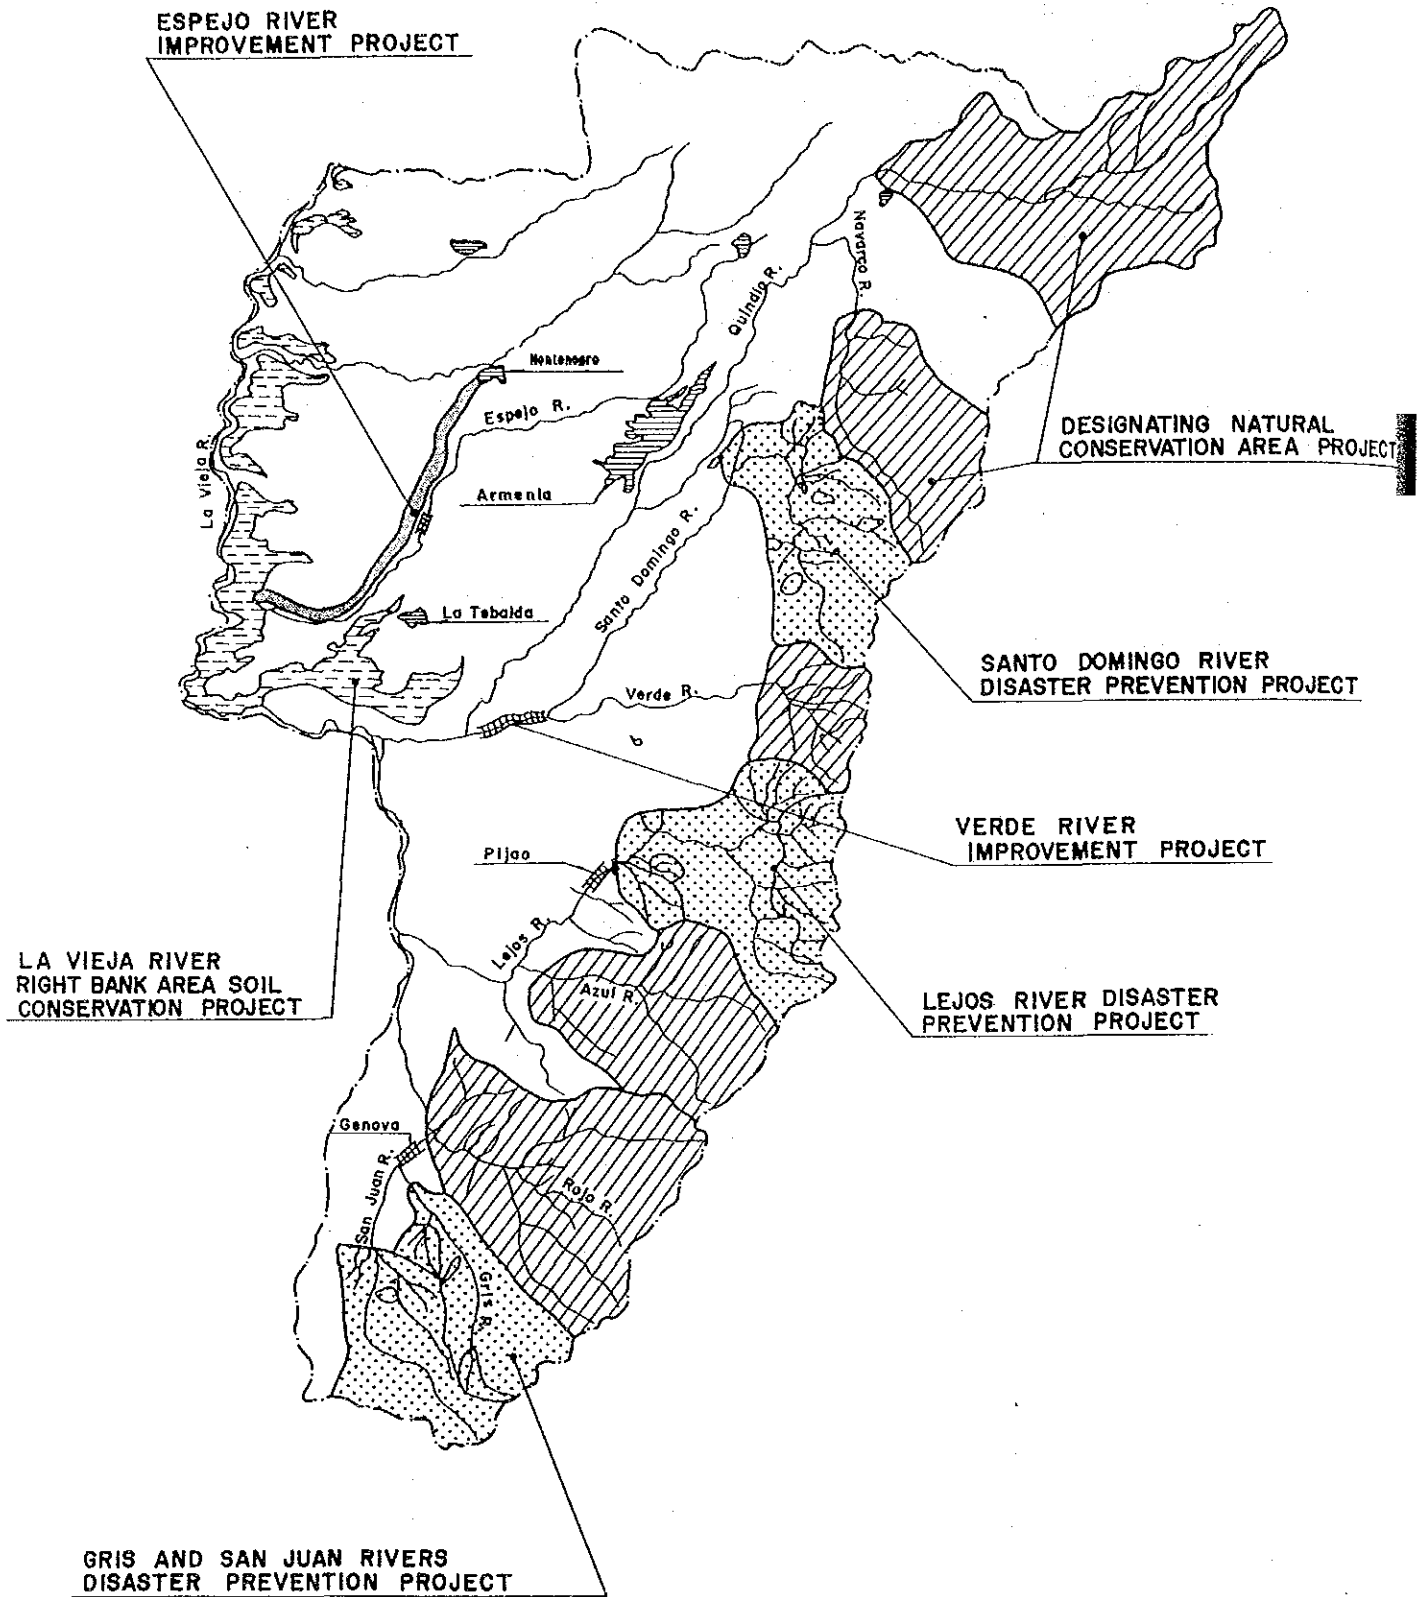 ESPEJO RIVER
IMPROVEMENT PROJECT
Navarco R.
Quindio R.
Montenegro
Espejo R.
La Vieja R.
DESIGNATING NATURAL
CONSERVATION AREA PROJECT
Armenia
Santo Domingo R.
La Tebaida
SANTO DOMINGO RIVER
DISASTER PREVENTION PROJECT
Verde R.
VERDE RIVER
IMPROVEMENT PROJECT
Pijao
Lejos R.
LA VIEJA RIVER
RIGHT BANK AREA SOIL
CONSERVATION PROJECT
Azul R.
LEJOS RIVER DISASTER
PREVENTION PROJECT
Genova
San Juan R.
Rojo R.
Gris R.
GRIS AND SAN JUAN RIVERS
DISASTER PREVENTION PROJECT